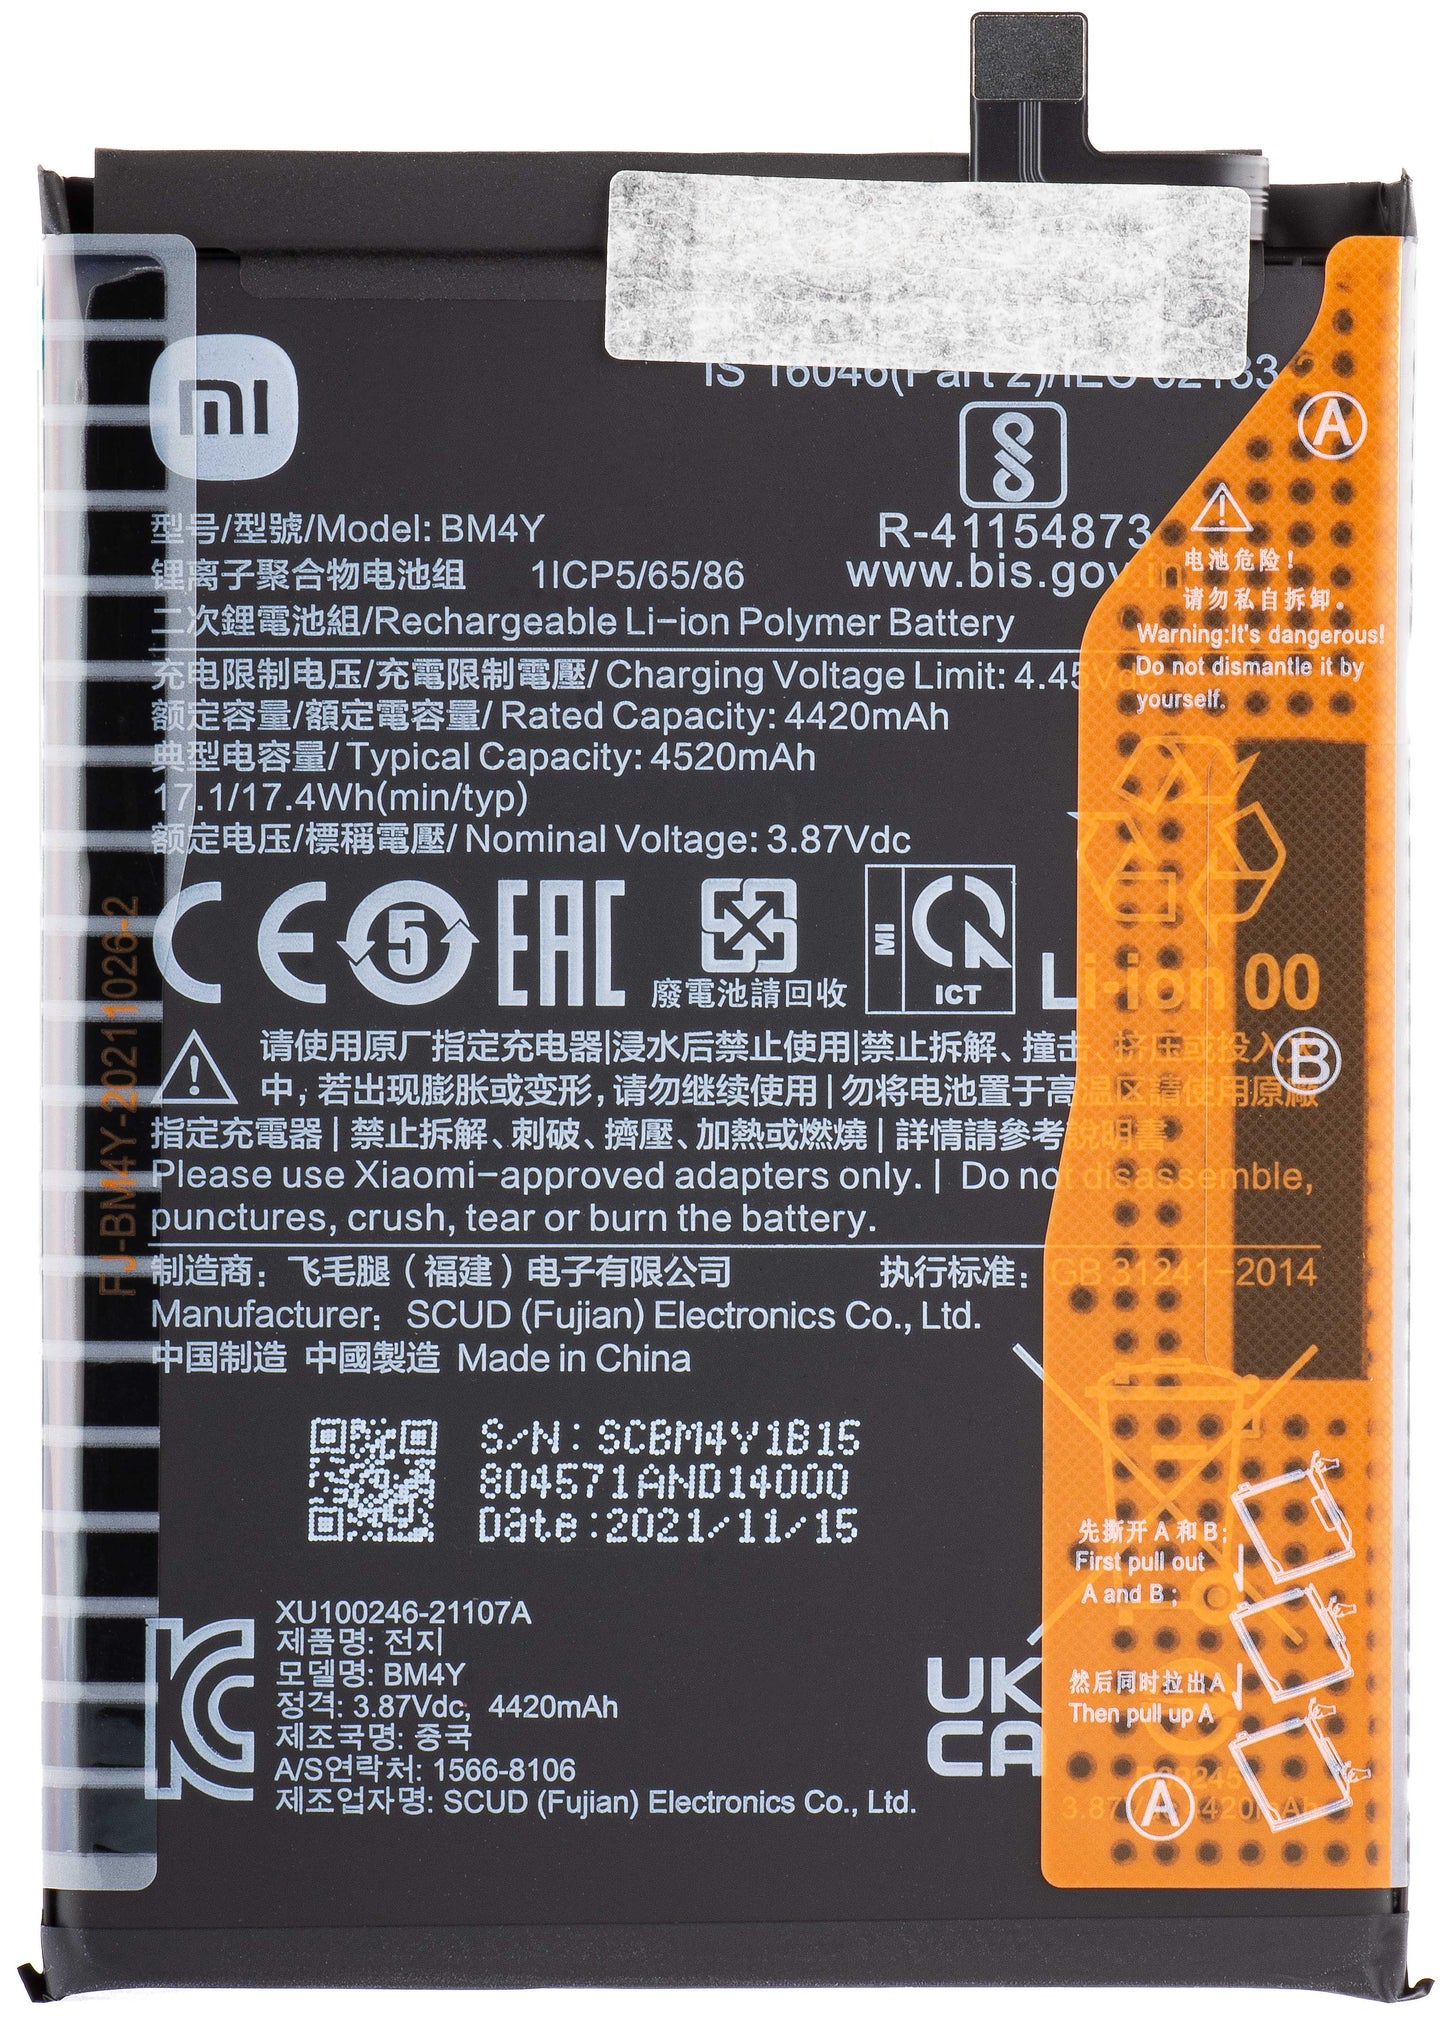 mi
IS 16046(Part 2)/IEC 62133-2
型号/型號/Model: BM4Y
R-41154873
锂离子聚合物电池组 1ICP5/65/86
www.bis.gov.in
二次鋰電池組/Rechargeable Li-ion Polymer Battery
充电限制电压/充電限制電壓/ Charging Voltage Limit: 4.45Vdc
额定容量/額定電容量/ Rated Capacity: 4420mAh
典型电容量/ Typical Capacity: 4520mAh
17.1/17.4Wh(min/typ)
额定电压/標稱電壓/ Nominal Voltage: 3.87Vdc
CE 5 EAC
廢電池請回收
MI
ICT
Li-ion 00
请使用原厂指定充电器|浸水后禁止使用|禁止拆解、撞击、挤压或投入火
中,若出现膨胀或变形,请勿继续使用|勿将电池置于高温区請使用原廠
指定充電器|禁止拆解、刺破、擠壓、加熱或燃燒|詳情請參考說明書
Please use Xiaomi-approved adapters only. | Do not disassemble,
punctures, crush, tear or burn the battery.
制造商: 飞毛腿(福建)电子有限公司 执行标准: GB 31241-2014
Manufacturer: SCUD (Fujian) Electronics Co., Ltd.
中国制造 中國製造 Made in China
S/N:SCBM4Y1B15
804571AND14000
Date:2021/11/15
XU100246-21107A
제품명: 전지
모델명: BM4Y
정격: 3.87Vdc, 4420mAh
제조국명: 중국
A/S연락처: 1566-8106
제조업자명: SCUD (Fujian) Electronics Co., Ltd.
UK
CA
FJ-BM4Y-20211026-2
A
电池危险!
请勿私自拆卸。
Warning:It's dangerous!
Do not dismantle it by
yourself.
B
先撕开 A 和 B;
First pull out
A and B ;
然后同时拉出A
Then pull up A
A